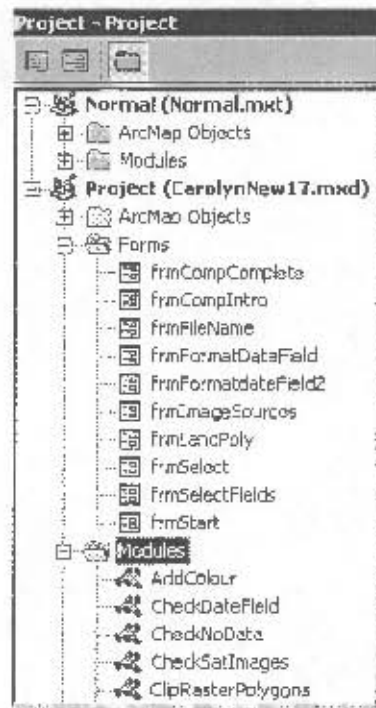 Project - Project
Normal (Normal.mxt)
ArcMap Objects
Modules
Project (CarolynNew17.mxd)
ArcMap Objects
Forms
frmCompComplete
frmCompIntro
frmFileName
frmFormatDataField
frmFormatdateField2
frmImageSources
frmLandPoly
frmSelect
frmSelectFields
frmStart
Modules
AddColour
CheckDateField
CheckNoData
CheckSatImages
ClipRasterPolygons